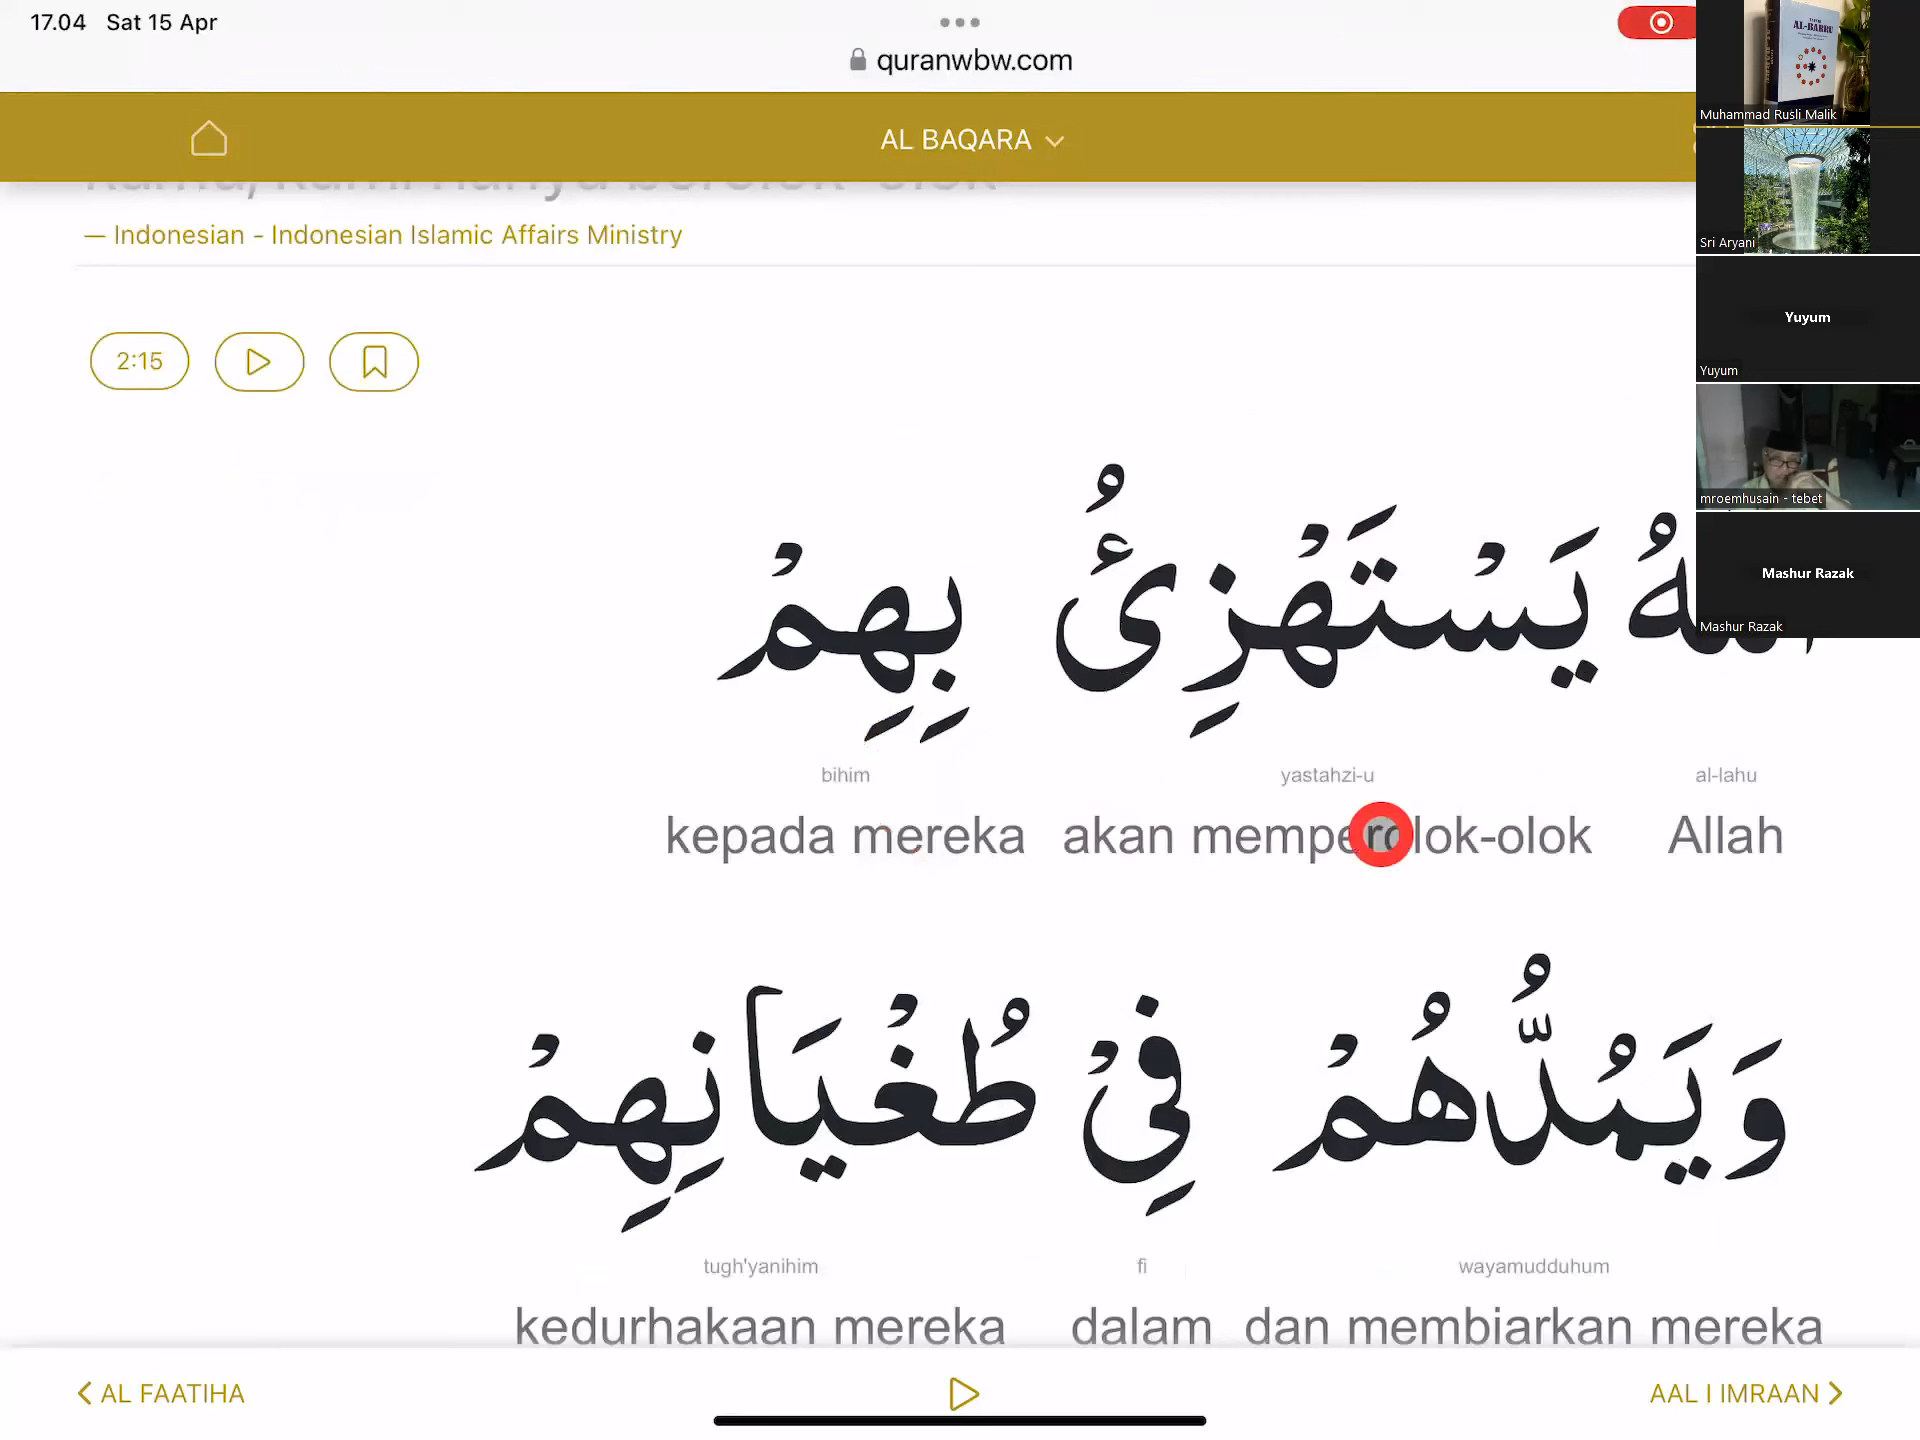 17.04 Sat 15 Apr
quranwbw.com
AL BAQARA
— Indonesian - Indonesian Islamic Affairs Ministry
2:15
يَسْتَهْزِئُ بِهِمْ
bihim yastahzi-u al-lahu
kepada mereka akan memperolok-olok Allah
وَيَمُدُّهُمْ فِيْ طُغْيَانِهِمْ
tugh'yanihim fi wayamudduhum
kedurhakaan mereka dalam dan membiarkan mereka
AL FAATIHA
AAL I IMRAAN
AL-BARRU
Muhammad Rusli Malik
Sri Aryani
Yuyum
Yuyum
mroemhusain - tebet
Mashur Razak
Mashur Razak